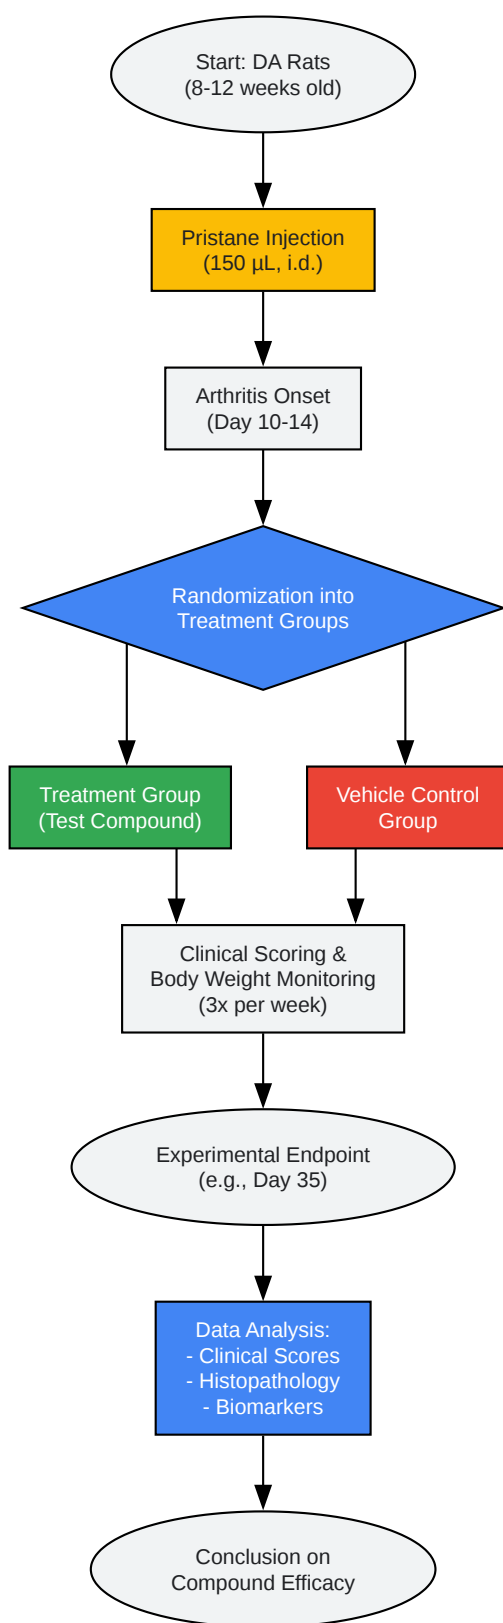 Start: DA Rats
(8-12 weeks old)
Pristane Injection
(150 µL, i.d.)
Arthritis Onset
(Day 10-14)
Randomization into
Treatment Groups
Treatment Group
(Test Compound)
Vehicle Control
Group
Clinical Scoring &
Body Weight Monitoring
(3x per week)
Experimental Endpoint
(e.g., Day 35)
Data Analysis:
- Clinical Scores
- Histopathology
- Biomarkers
Conclusion on
Compound Efficacy